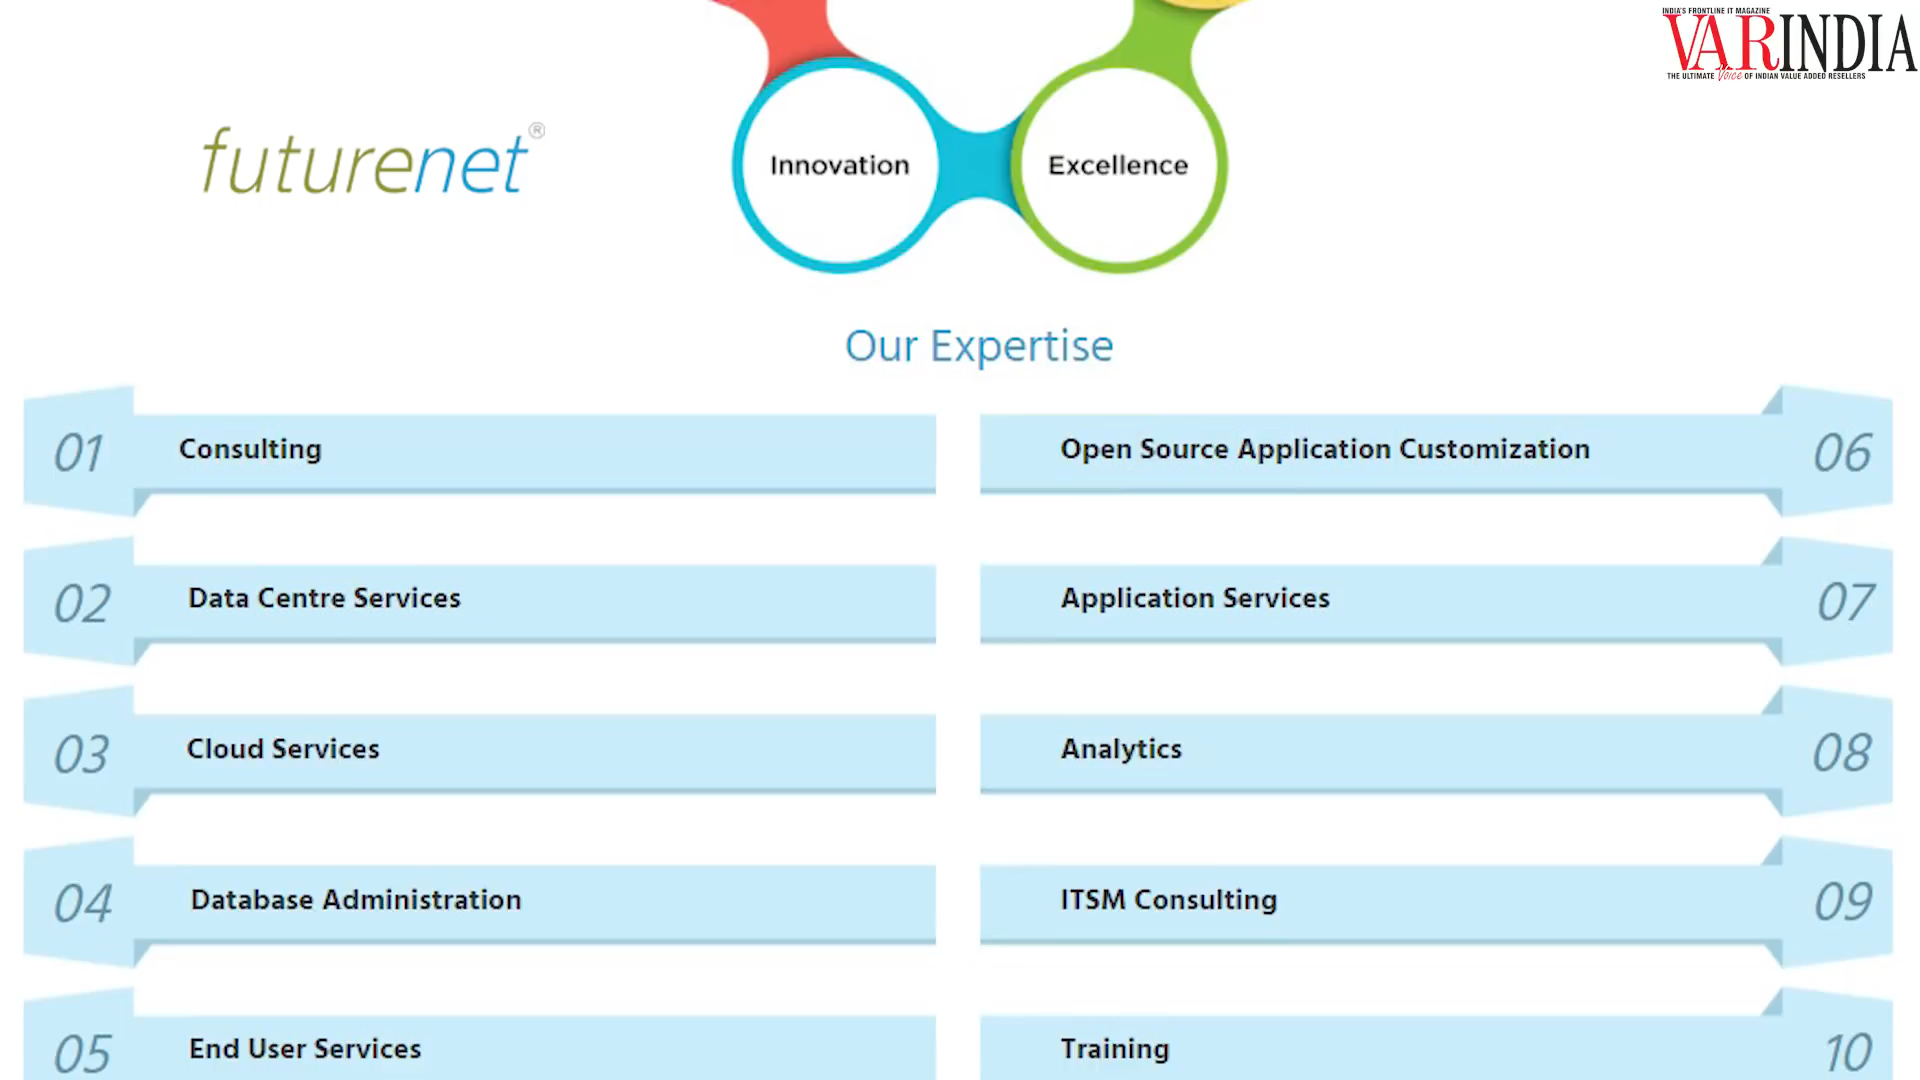 INDIA'S FRONTLINE IT MAGAZINE
VARINDIA
THE ULTIMATE Voice OF INDIAN VALUE ADDED RESELLERS
futurenet®
Innovation
Excellence
Our Expertise
01 Consulting
Open Source Application Customization 06
02 Data Centre Services
Application Services 07
03 Cloud Services
Analytics 08
04 Database Administration
ITSM Consulting 09
05 End User Services
Training 10